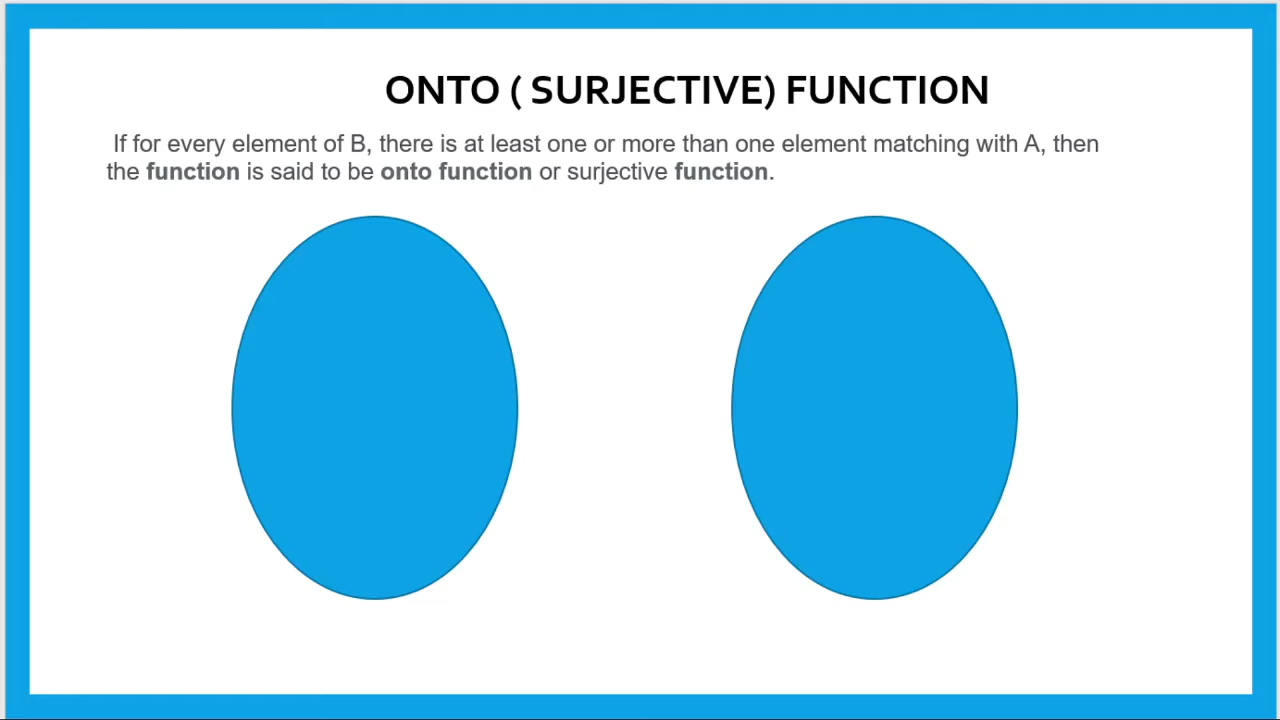 ONTO ( SURJECTIVE) FUNCTION
If for every element of B, there is at least one or more than one element matching with A, then
the function is said to be onto function or surjective function.